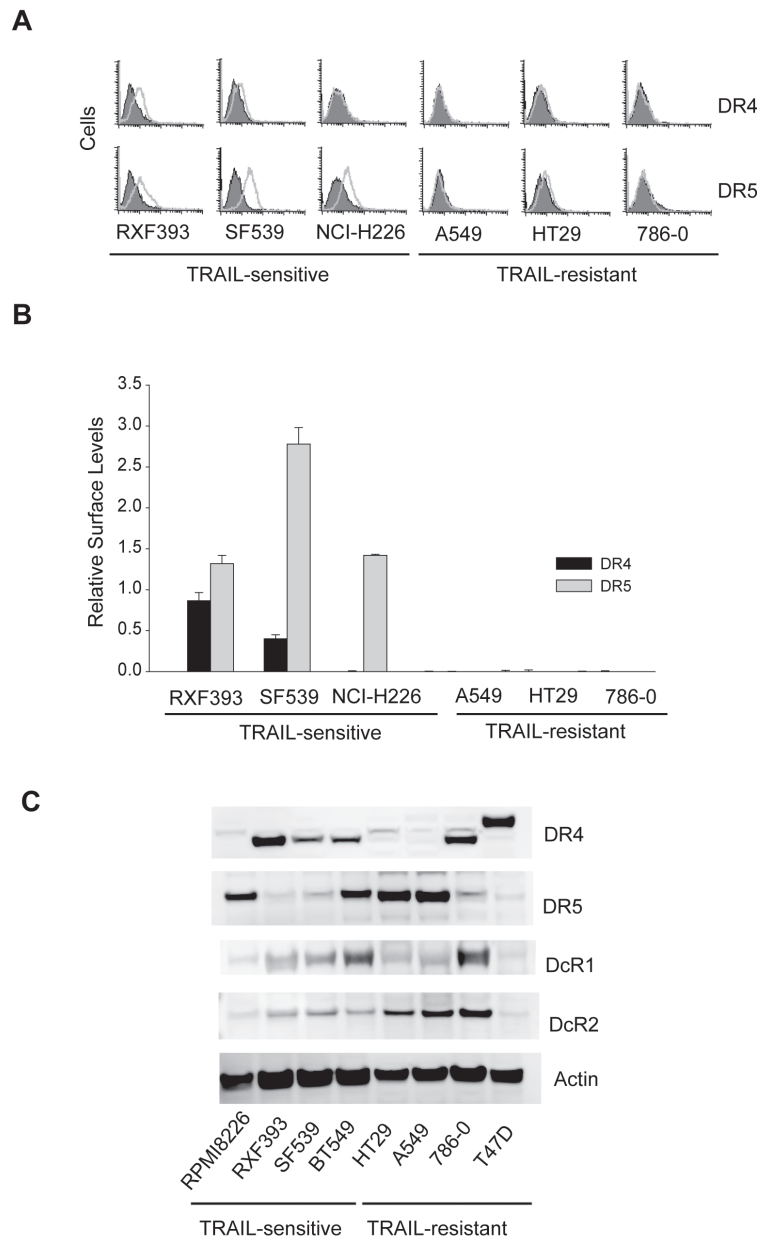 A
Cells
DR4
DR5
RXF393 SF539 NCI-H226 A549 HT29 786-0
TRAIL-sensitive TRAIL-resistant
B
Relative Surface Levels
3.5
3.0
2.5
2.0
1.5
1.0
0.5
0.0
DR4
DR5
RXF393 SF539 NCI-H226 A549 HT29 786-0
TRAIL-sensitive TRAIL-resistant
C
DR4
DR5
DcR1
DcR2
Actin
RPMI8226 RXF393 SF539 BT549 HT29 A549 786-0 T47D
TRAIL-sensitive TRAIL-resistant